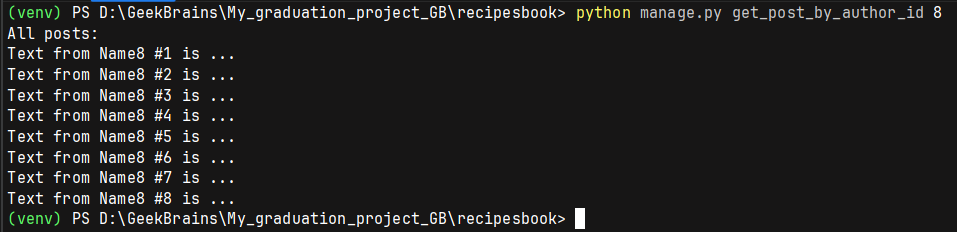 (venv) PS D:\GeekBrains\My_graduation_project_GB\recipesbook> python manage.py get_post_by_author_id 8
All posts:
Text from Name8 #1 is ...
Text from Name8 #2 is ...
Text from Name8 #3 is ...
Text from Name8 #4 is ...
Text from Name8 #5 is ...
Text from Name8 #6 is ...
Text from Name8 #7 is ...
Text from Name8 #8 is ...
(venv) PS D:\GeekBrains\My_graduation_project_GB\recipesbook>